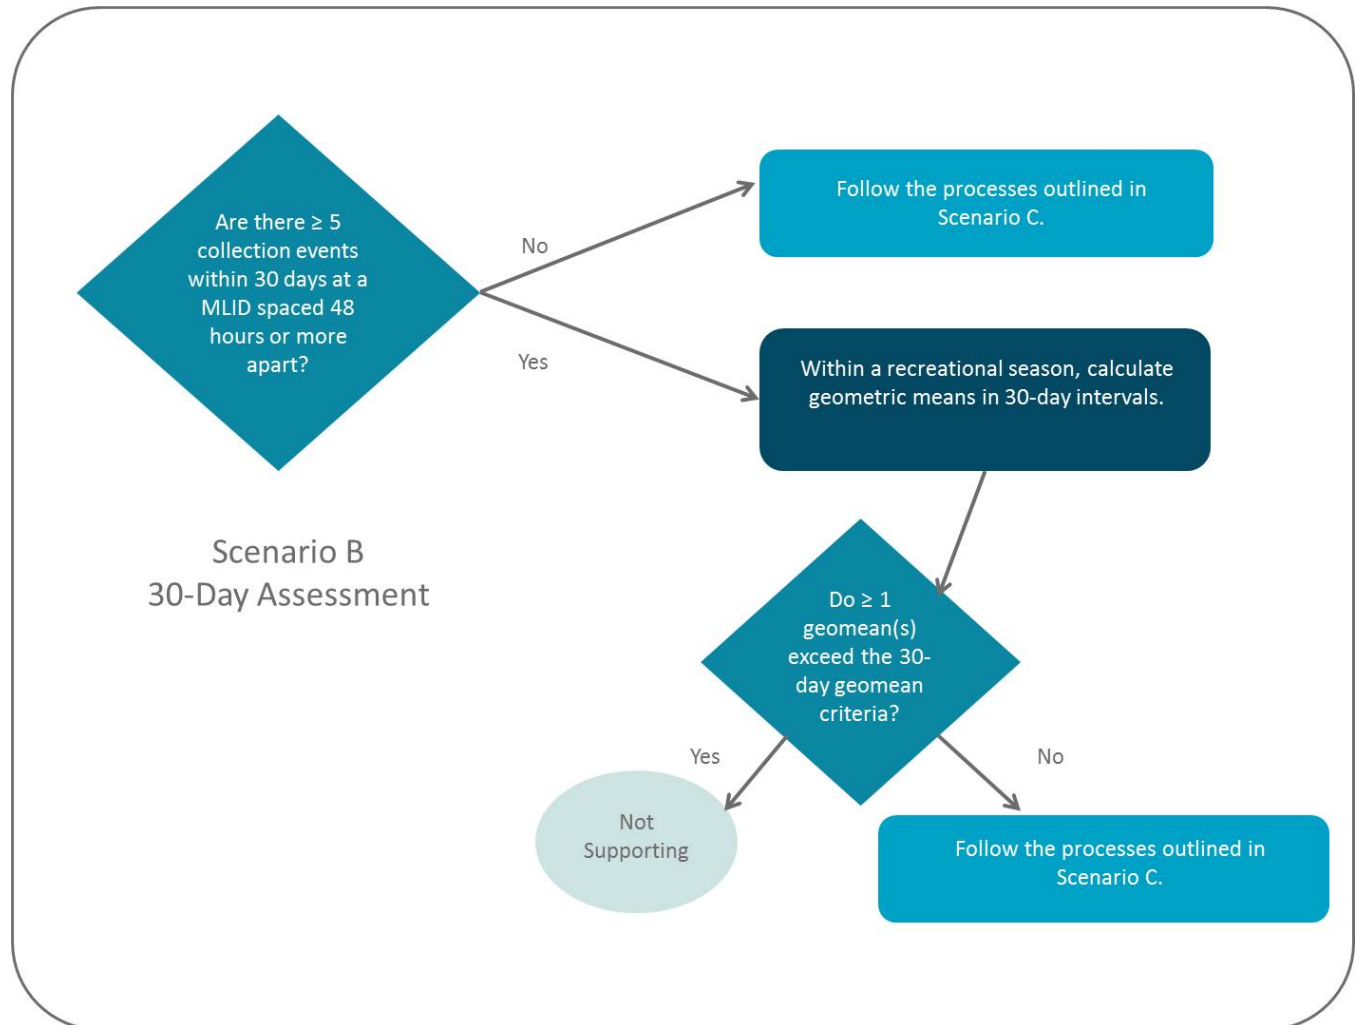 Are there ≥ 5
collection events
within 30 days at a
MLID spaced 48
hours or more
apart?
No
Yes
Follow the processes outlined in
Scenario C.
Within a recreational season, calculate
geometric means in 30-day intervals.
Scenario B
30-Day Assessment
Do ≥ 1
geomean(s)
exceed the 30-
day geomean
criteria?
Yes
No
Not
Supporting
Follow the processes outlined in
Scenario C.